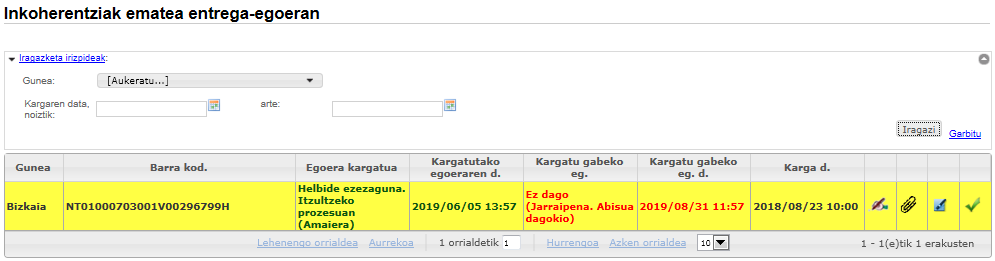 Inkoherentziak ematea entrega-egoeran
Iragazketa irizpideak:
Gunea: [Aukeratu...]
Kargaren data, noiztik: arte:
Iragazi Garbitu
Gunea Barra kod. Egoera kargatua Kargatutako egoeraren d. Kargatu gabeko eg. Kargatu gabeko eg. d. Karga d.
Bizkaia NT01000703001V00296799H Helbide ezezaguna. Itzultzeko prozesuan (Amaiera) 2019/06/05 13:57 Ez dago (Jarraipena. Abisua dagokio) 2019/08/31 11:57 2018/08/23 10:00
Lehenengo orrialdea Aurrekoa 1 orrialdetik 1 Hurrengoa Azken orrialdea 10 1 - 1(e)tik 1 erakusten